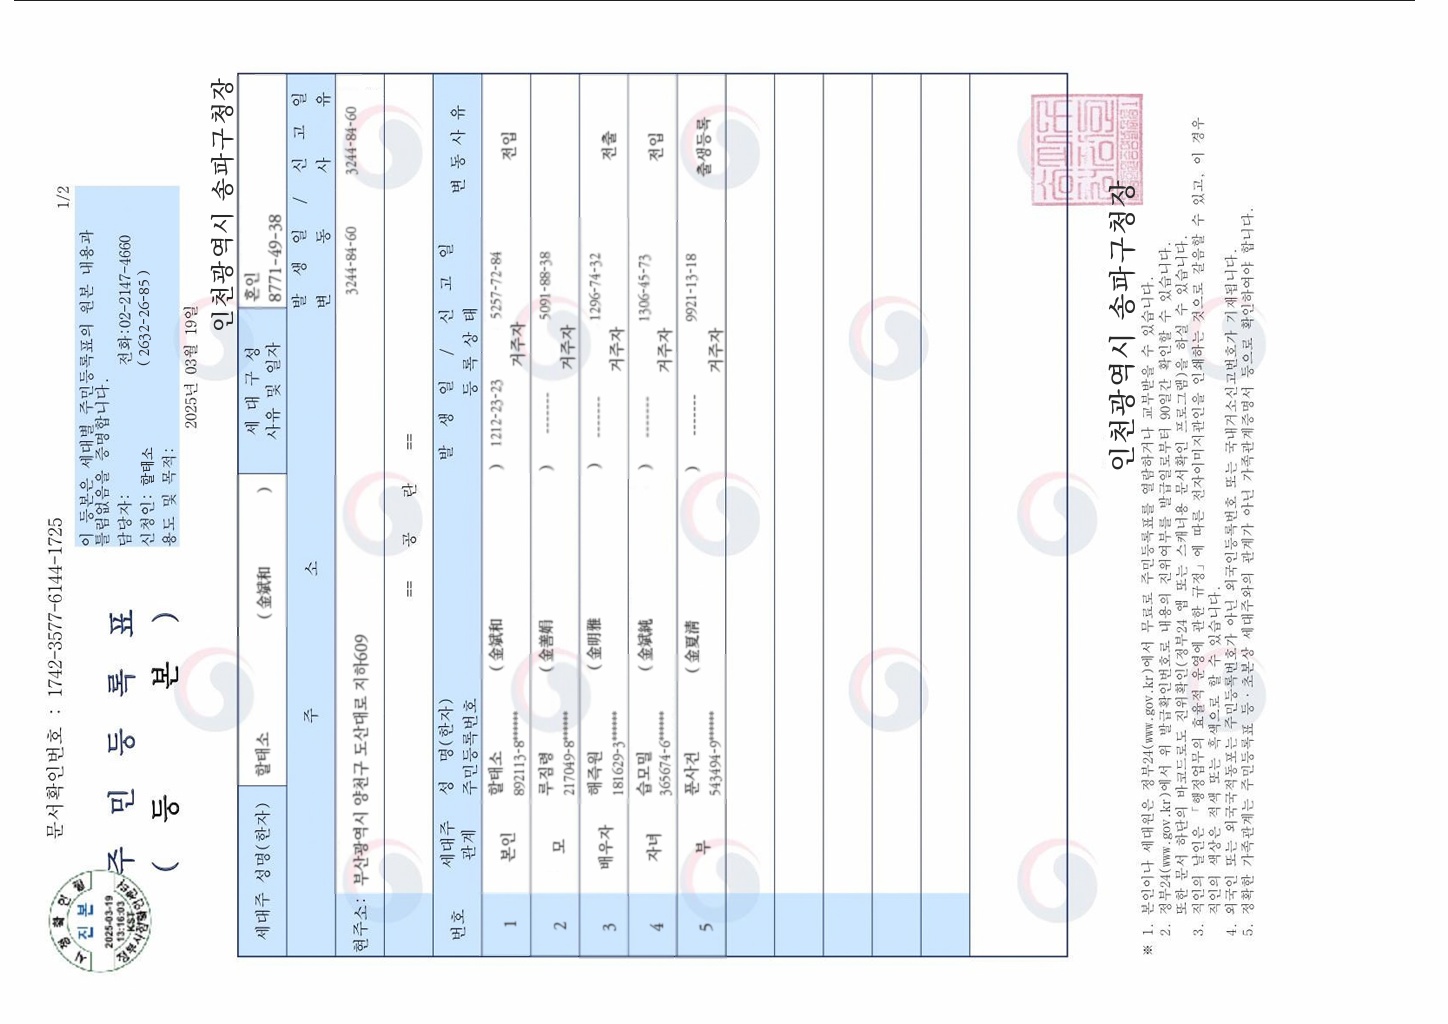 문서확인번호 : 1742-3577-6144-1725
1/2
주 민 등 록 표
( 등 본 )
이 등본은 세대별 주민등록표의 원본 내용과
틀림없음을 증명합니다.
담당자: 전화:02-2147-4660
신청인: 할태소 ( 2632-26-85 )
용도 및 목적:
2025년 03월 19일
시점확인필
진 본
2025-03-19
13:16:03
KST
인천광역시 송파구청장
세대주 성명(한자) 할태소 ( 金斌和 ) 세 대 구 성 혼인
사유 및 일자 8771-49-38
주 소 발 생 일 / 신 고 일
변 동 사 유
현주소: 부산광역시 양천구 도산대로 지하609 3244-84-60 3244-84-60
== 공 란 ==
번호 세대주 성 명(한자) 발 생 일 / 신 고 일 변 동 사 유
관계 주민등록번호 등 록 상 태
1 본인 할태소 ( 金斌和 ) 1212-23-23 5257-72-84 전입
892113-8****** 거주자
2 모 루짐령 ( 金善娟 ) ------- 5091-88-38
217049-8****** 거주자
3 배우자 해즉원 ( 金明雅 ) ------- 1296-74-32 전출
181629-3****** 거주자
4 자녀 습모밀 ( 金斌純 ) ------- 1306-45-73 전입
365674-6****** 거주자
5 부 푼사건 ( 金夏淸 ) ------- 9921-13-18 출생등록
543494-9****** 거주자
인천광역시 송파구청장
※ 1. 본인이나 세대원은 정부24(www.gov.kr)에서 무료로 주민등록표를 열람하거나 교부받을 수 있습니다.
2. 정부24(www.gov.kr)에서 위 발급확인번호로 내용의 진위여부를 발급일로부터 90일간 확인할 수 있습니다.
또한 문서 하단의 바코드로도 진위확인(정부24 앱 또는 스캐너용 문서확인 프로그램)을 하실 수 있습니다.
3. 직인의 날인은 「행정업무의 효율적 운영에 관한 규정」에 따른 전자이미지관인을 인쇄하는 것으로 갈음할 수 있고, 이 경우
직인의 색상은 적색 또는 흑색으로 할 수 있습니다.
4. 외국인 또는 외국국적동포는 주민등록번호가 아닌 외국인등록번호 또는 국내거소신고번호가 기재됩니다.
5. 정확한 가족관계는 주민등록표 등·초본상 세대주와의 관계가 아닌 가족관계증명서 등으로 확인하여야 합니다.